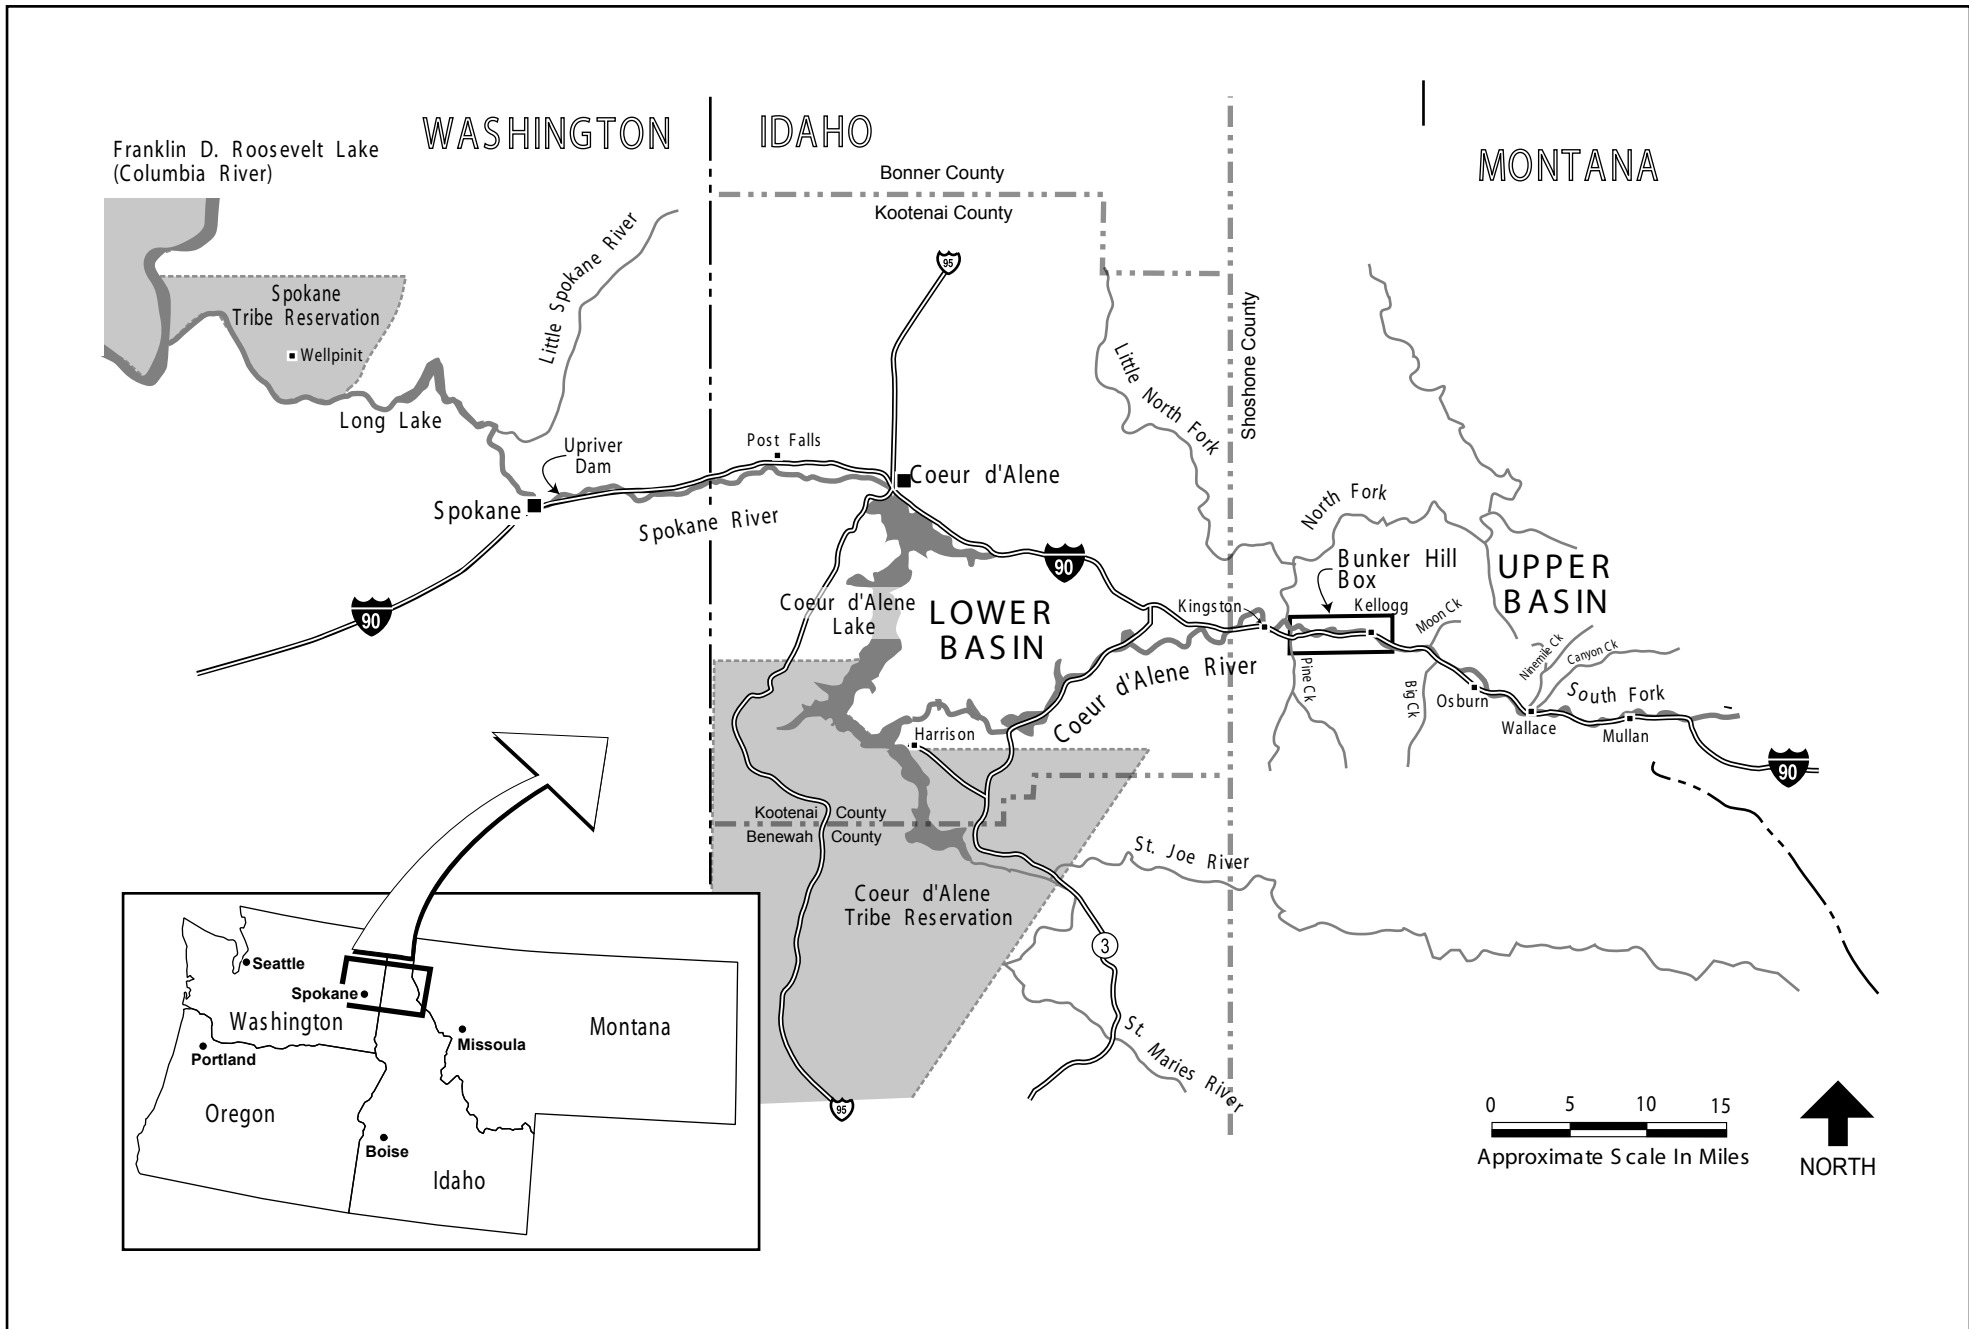 WASHINGTON
IDAHO
MONTANA
Franklin D. Roosevelt Lake
(Columbia River)
Bonner County
Kootenai County
95
Little Spokane River
Spokane
Tribe Reservation
Wellpinit
Long Lake
Shoshone County
Little North Fork
Upriver
Dam
Post Falls
Coeur d'Alene
Spokane
Spokane River
North Fork
90
90
Bunker Hill
Box
UPPER
BASIN
Kellogg
Kingston
Coeur d'Alene
Lake
LOWER
BASIN
Moon Ck
Ninemile Ck
Canyon Ck
Pine Ck
Big Ck
Coeur d'Alene River
Osburn
South Fork
Wallace
Mullan
Harrison
90
Kootenai County
Benewah County
St. Joe River
Coeur d'Alene
Tribe Reservation
3
St. Maries River
95
Seattle
Spokane
Washington
Portland
Missoula
Montana
Oregon
Boise
Idaho
0 5 10 15
Approximate Scale In Miles
NORTH